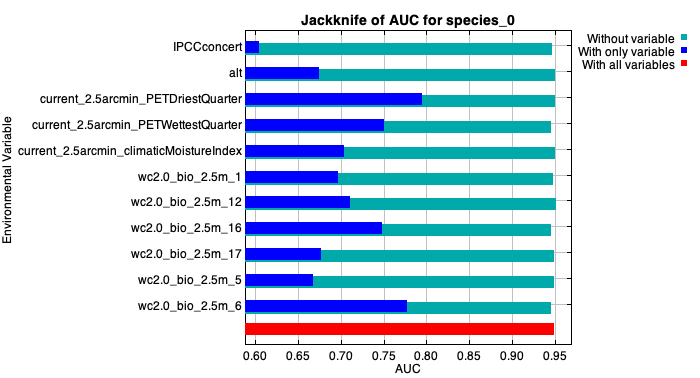 Jackknife of AUC for species_0
Without variable
With only variable
With all variables
Environmental Variable
IPCCconcert
alt
current_2.5arcmin_PETDriestQuarter
current_2.5arcmin_PETWettestQuarter
current_2.5arcmin_climaticMoistureIndex
wc2.0_bio_2.5m_1
wc2.0_bio_2.5m_12
wc2.0_bio_2.5m_16
wc2.0_bio_2.5m_17
wc2.0_bio_2.5m_5
wc2.0_bio_2.5m_6
0.60 0.65 0.70 0.75 0.80 0.85 0.90 0.95
AUC